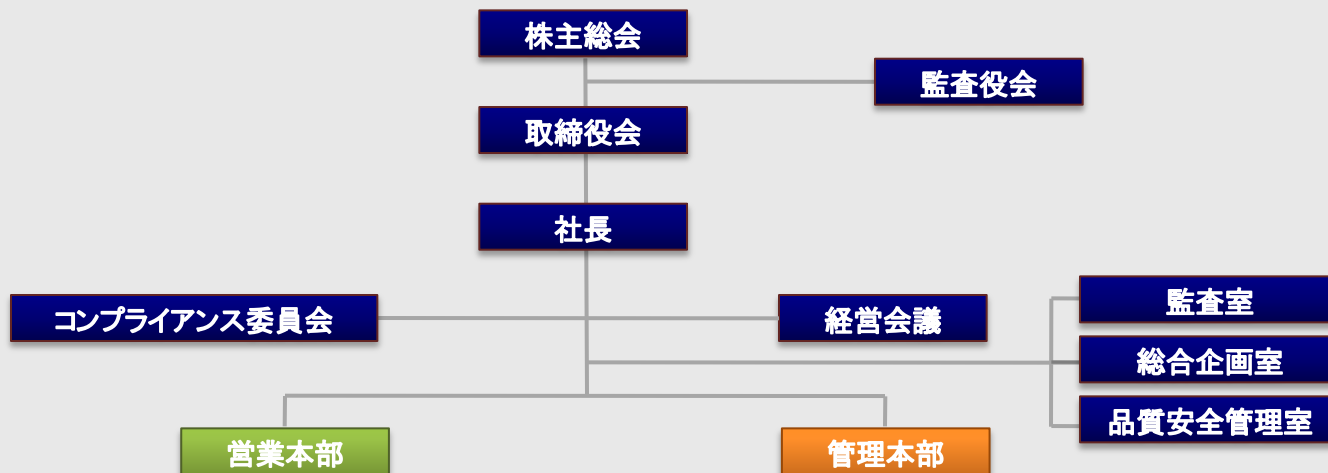 株主総会
監査役会
取締役会
社長
コンプライアンス委員会
経営会議
監査室
総合企画室
品質安全管理室
営業本部
管理本部